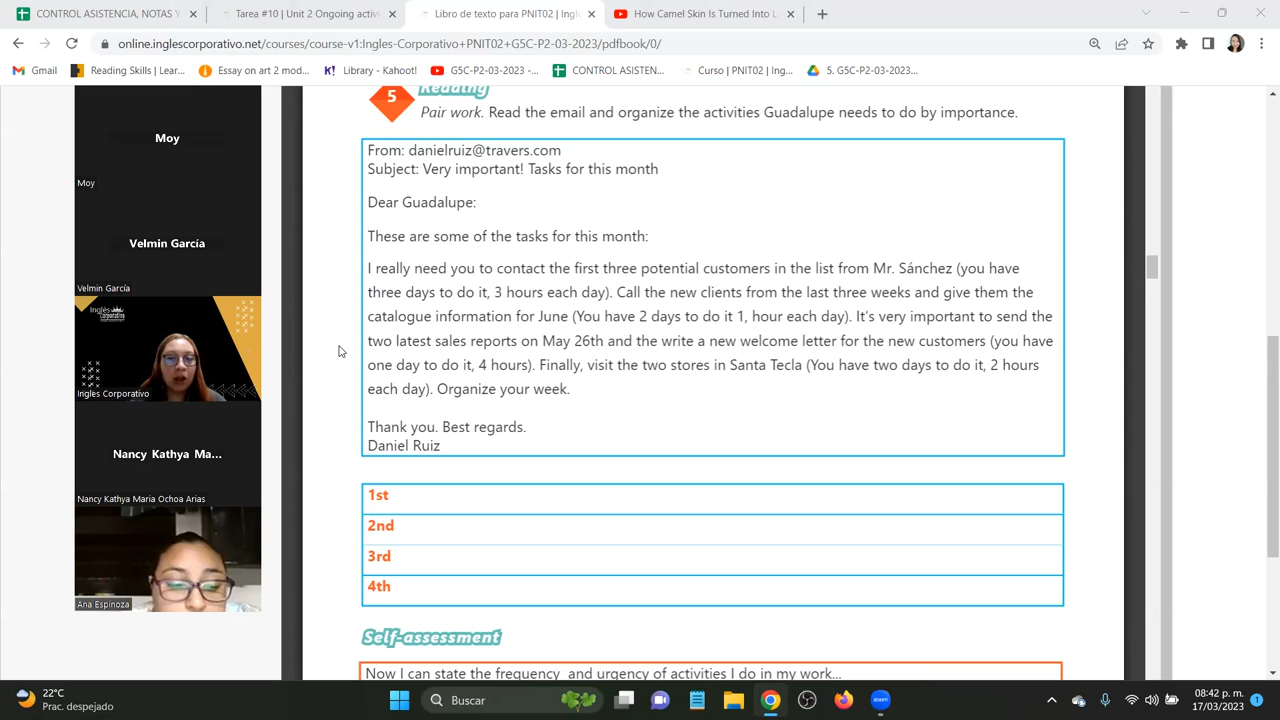 CONTROL ASISTENCIA, NOTAS Y
Tarea #10 | Unit 2 Ongoing activ
Libro de texto para PNIT02 | Ingl
How Camel Skin Is Turned Into L
online.inglescorporativo.net/courses/course-v1:Ingles-Corporativo+PNIT02+G5C-P2-03-2023/pdfbook/0/
Gmail
Reading Skills | Lear...
Essay on art 2 mod...
Library - Kahoot!
G5C-P2-03-2023 -...
CONTROL ASISTEN...
Curso | PNIT02 | Ing...
5. G5C-P2-03-2023...
5
Reading
Pair work. Read the email and organize the activities Guadalupe needs to do by importance.
From: danielruiz@travers.com
Subject: Very important! Tasks for this month
Dear Guadalupe:
These are some of the tasks for this month:
I really need you to contact the first three potential customers in the list from Mr. Sánchez (you have
three days to do it, 3 hours each day). Call the new clients from the last three weeks and give them the
catalogue information for June (You have 2 days to do it 1, hour each day). It's very important to send the
two latest sales reports on May 26th and the write a new welcome letter for the new customers (you have
one day to do it, 4 hours). Finally, visit the two stores in Santa Tecla (You have two days to do it, 2 hours
each day). Organize your week.
Thank you. Best regards.
Daniel Ruiz
1st
2nd
3rd
4th
Self-assessment
Now I can state the frequency and urgency of activities I do in my work...
Moy
Moy
Velmin García
Velmin García
Inglés
Corporativo
Ingles Corporativo
Nancy Kathya Ma...
Nancy Kathya Maria Ochoa Arias
Ana Espinoza
22°C
Prac. despejado
Buscar
zoom
08:42 p. m.
17/03/2023
1